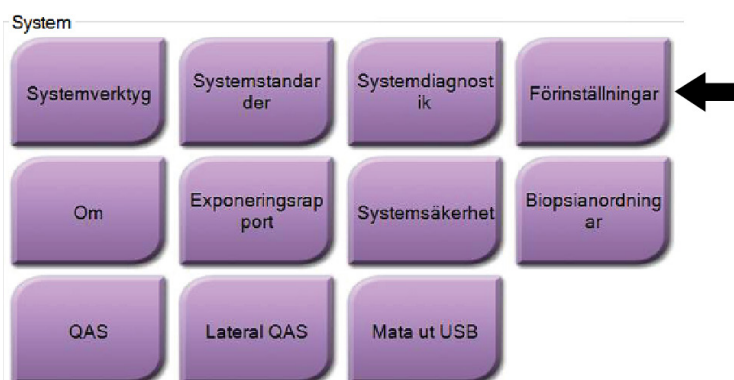 System
Systemverktyg
Systemstandar
der
Systemdiagnost
ik
Förinställningar
Om
Exponeringsrap
port
Systemsäkerhet
Biopsianordning
ar
QAS
Lateral QAS
Mata ut USB